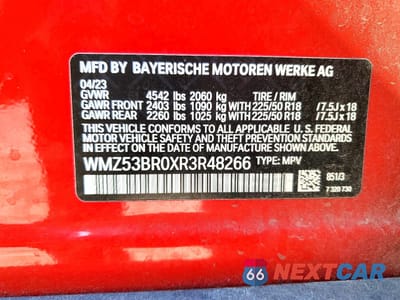 MFD BY BAYERISCHE MOTOREN WERKE AG
04/23
GVWR 4542 lbs 2060 kg TIRE / RIM
GAWR FRONT 2403 lbs 1090 kg WITH 225/50 R18 /7.5J x 18
GAWR REAR 2260 lbs 1025 kg WITH 225/50 R18 /7.5J x 18
THIS VEHICLE CONFORMS TO ALL APPLICABLE U.S. FEDERAL
MOTOR VEHICLE SAFETY, BUMPER, AND THEFT PREVENTION
STANDARDS IN EFFECT ON THE DATE OF
MANUFACTURE SHOWN ABOVE.
WMZ53BR0XR3R48266 TYPE: MPV
851/3
7 320 730
66 NEXTCAR